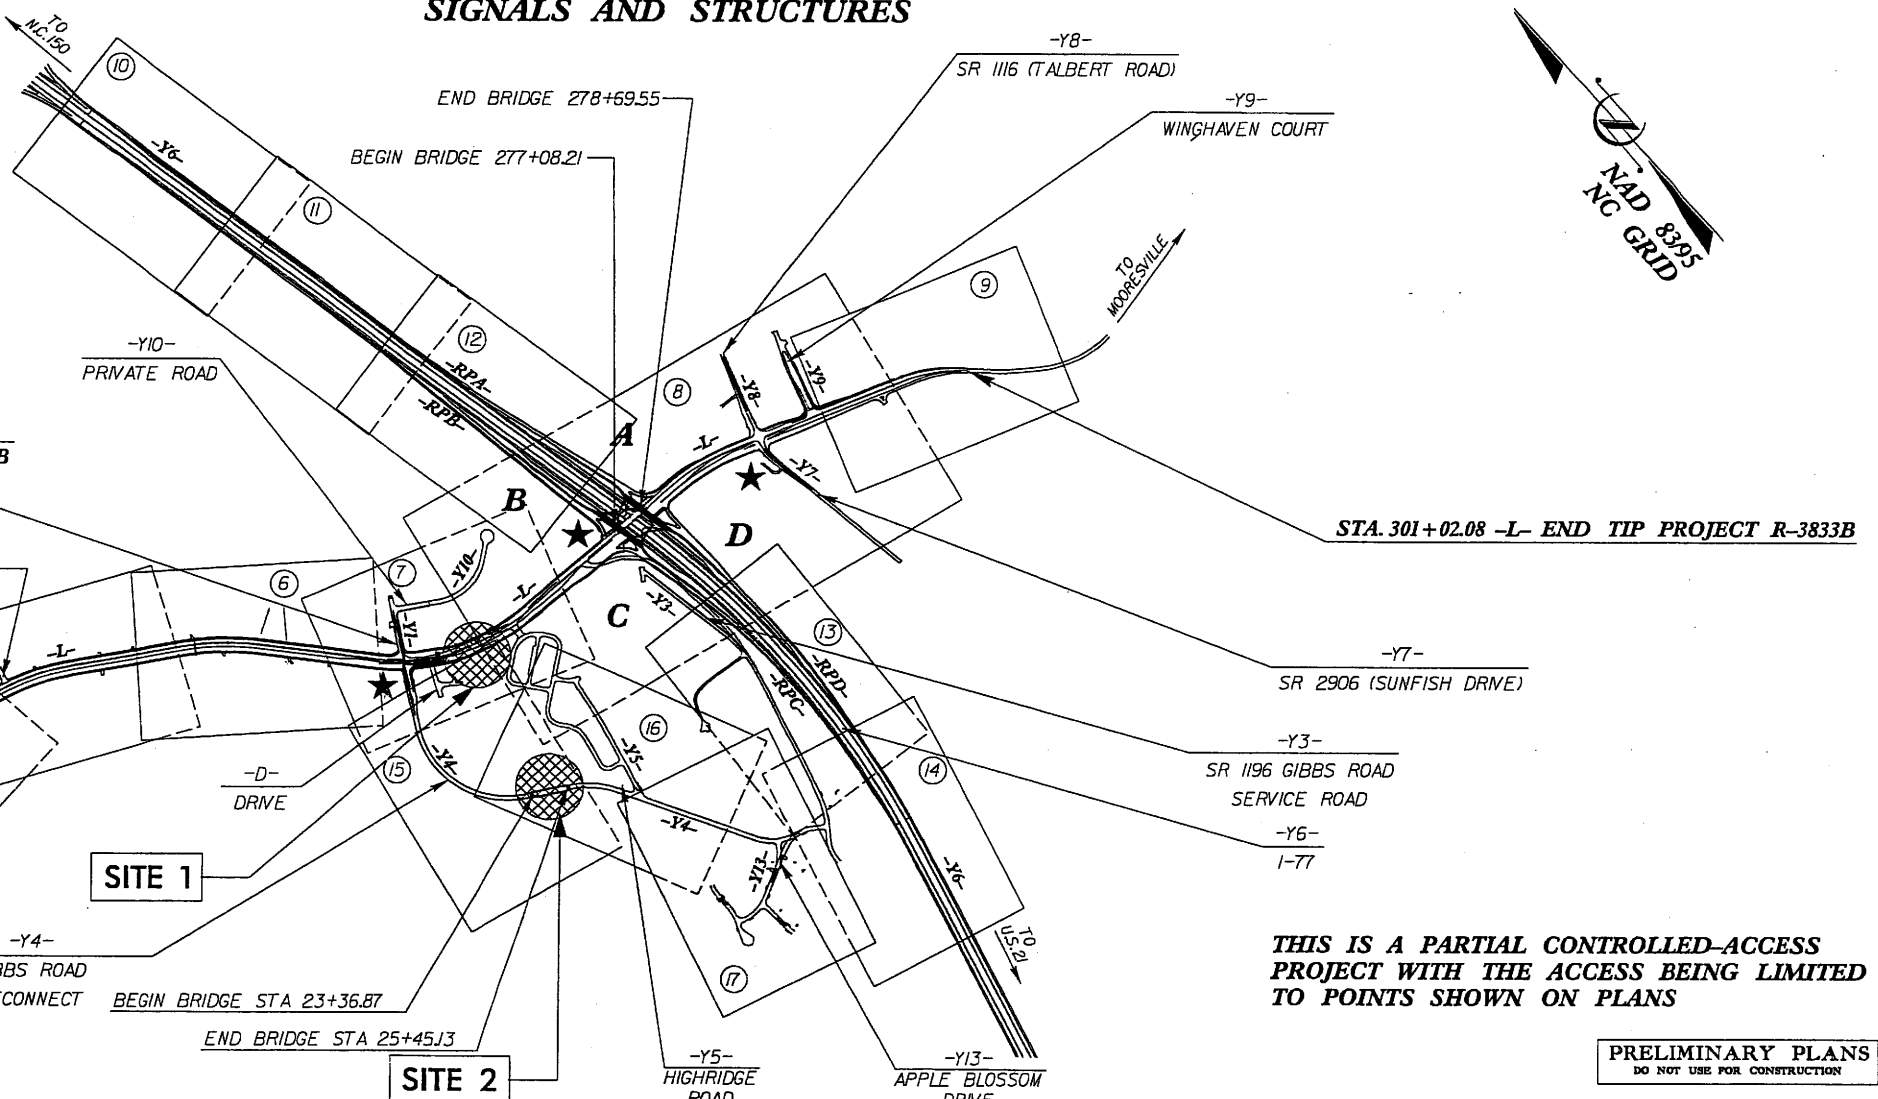 SIGNALS AND STRUCTURES
TO
N.C. 150
10
-Y8-
SR 1116 (TALBERT ROAD)
END BRIDGE 278+69.55
-Y9-
WINGHAVEN COURT
BEGIN BRIDGE 277+08.21
-Y6-
11
NAD 83/95
NC GRID
TO
MOORESVILLE
9
12
-Y10-
PRIVATE ROAD
-RPA-
-RPB-
8
-Y8-
-Y9-
A
-L-
B
-Y7-
B
D
STA. 301+02.08 -L- END TIP PROJECT R-3833B
6
7
-Y10-
-L-
-Y3-
C
-Y1-
-L-
13
-RPD-
-RPC-
-Y7-
SR 2906 (SUNFISH DRIVE)
16
-Y5-
-Y3-
SR 1196 GIBBS ROAD
SERVICE ROAD
15
-Y4-
14
-D-
DRIVE
-Y4-
-Y6-
I-77
SITE 1
-Y13-
-Y6-
TO
U.S. 21
-Y4-
BBS ROAD
CONNECT
17
BEGIN BRIDGE STA 23+36.87
END BRIDGE STA 25+45.13
SITE 2
-Y5-
HIGHRIDGE
ROAD
-Y13-
APPLE BLOSSOM
DRIVE
THIS IS A PARTIAL CONTROLLED-ACCESS
PROJECT WITH THE ACCESS BEING LIMITED
TO POINTS SHOWN ON PLANS
PRELIMINARY PLANS
DO NOT USE FOR CONSTRUCTION